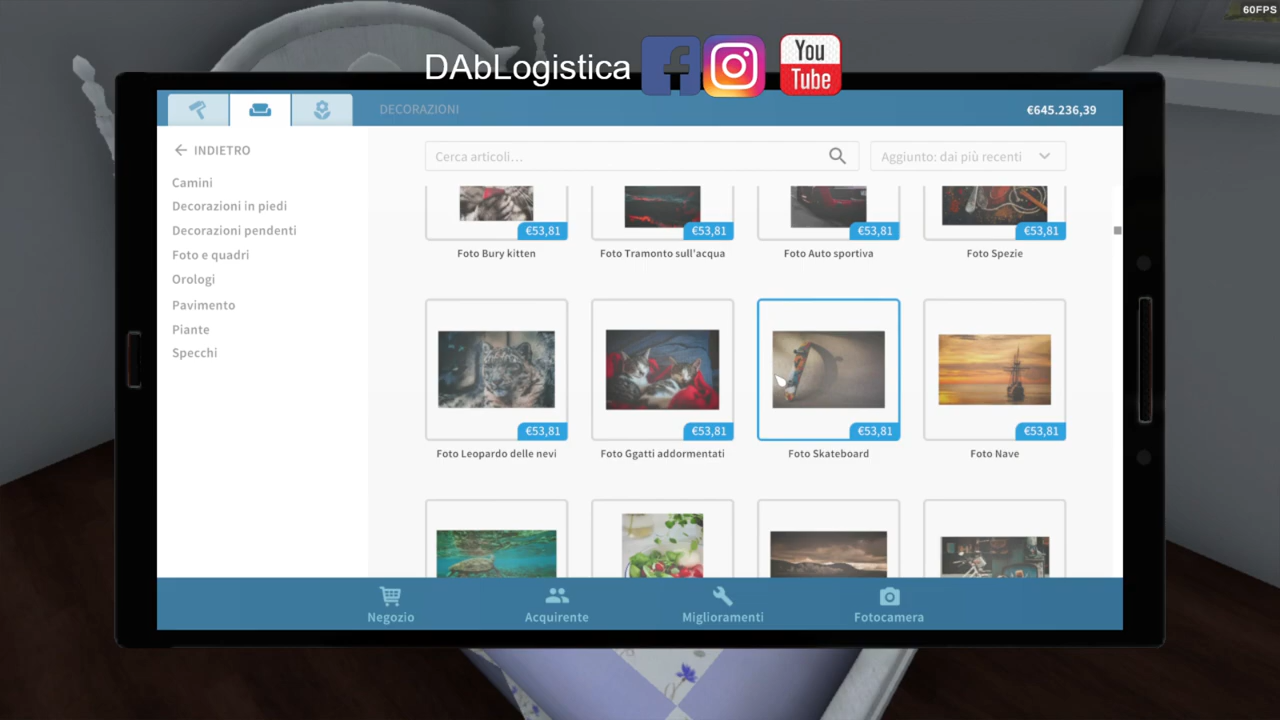 60FPS
DAbLogistica
You
Tube
DECORAZIONI
€645.236,39
INDIETRO
Camini
Decorazioni in piedi
Decorazioni pendenti
Foto e quadri
Orologi
Pavimento
Piante
Specchi
Cerca articoli...
Aggiunto: dai più recenti
€53,81
€53,81
€53,81
€53,81
Foto Bury kitten
Foto Tramonto sull'acqua
Foto Auto sportiva
Foto Spezie
€53,81
€53,81
€53,81
€53,81
Foto Leopardo delle nevi
Foto Ggatti addormentati
Foto Skateboard
Foto Nave
Negozio
Acquirente
Miglioramenti
Fotocamera